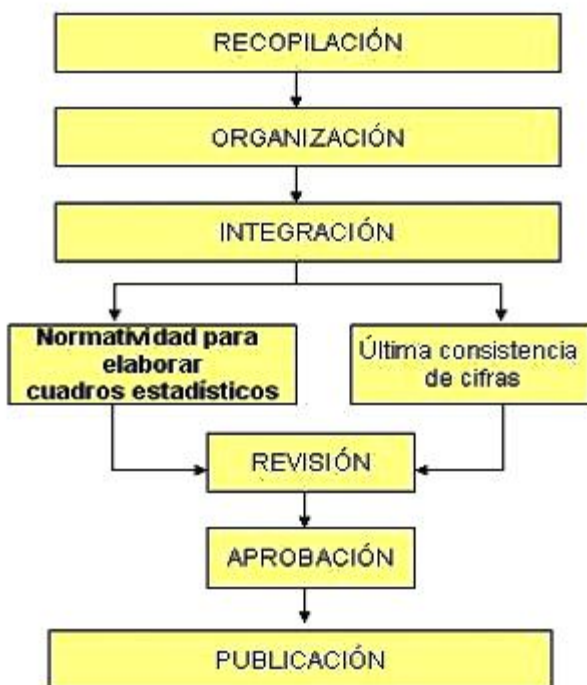 RECOPILACIÓN
ORGANIZACIÓN
INTEGRACIÓN
Normatividad para
elaborar
cuadros estadísticos
Última consistencia
de cifras
REVISIÓN
APROBACIÓN
PUBLICACIÓN